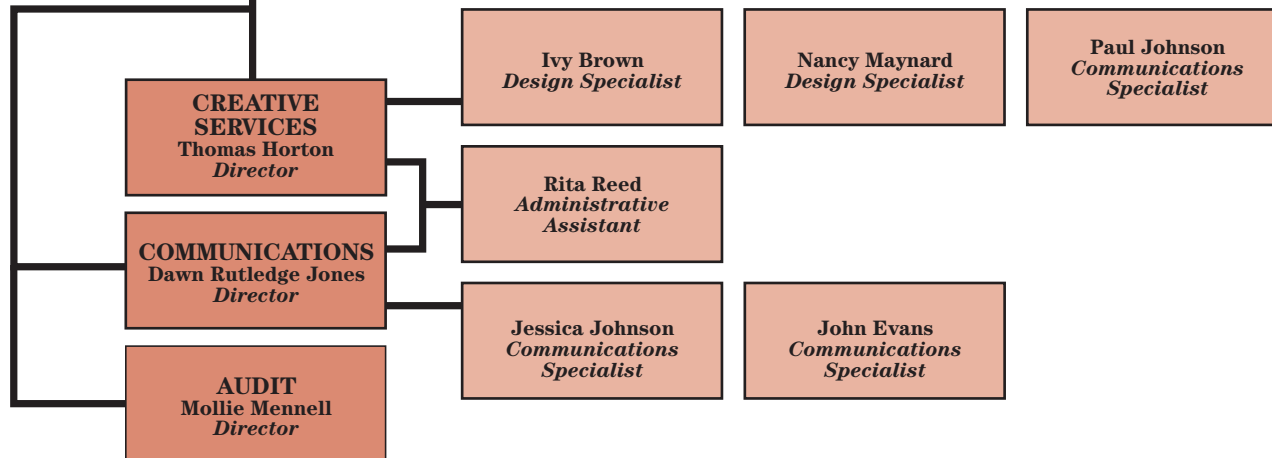 Ivy Brown
Design Specialist
Nancy Maynard
Design Specialist
Paul Johnson
Communications
Specialist
CREATIVE
SERVICES
Thomas Horton
Director
Rita Reed
Administrative
Assistant
COMMUNICATIONS
Dawn Rutledge Jones
Director
Jessica Johnson
Communications
Specialist
John Evans
Communications
Specialist
AUDIT
Mollie Mennell
Director